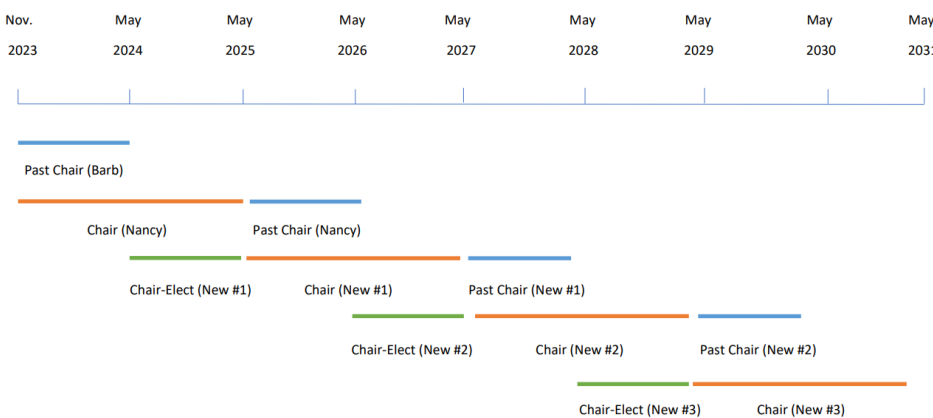 Nov. May May May May May May May May
2023 2024 2025 2026 2027 2028 2029 2030 2031
Past Chair (Barb)
Chair (Nancy) Past Chair (Nancy)
Chair-Elect (New #1) Chair (New #1) Past Chair (New #1)
Chair-Elect (New #2) Chair (New #2) Past Chair (New #2)
Chair-Elect (New #3) Chair (New #3)